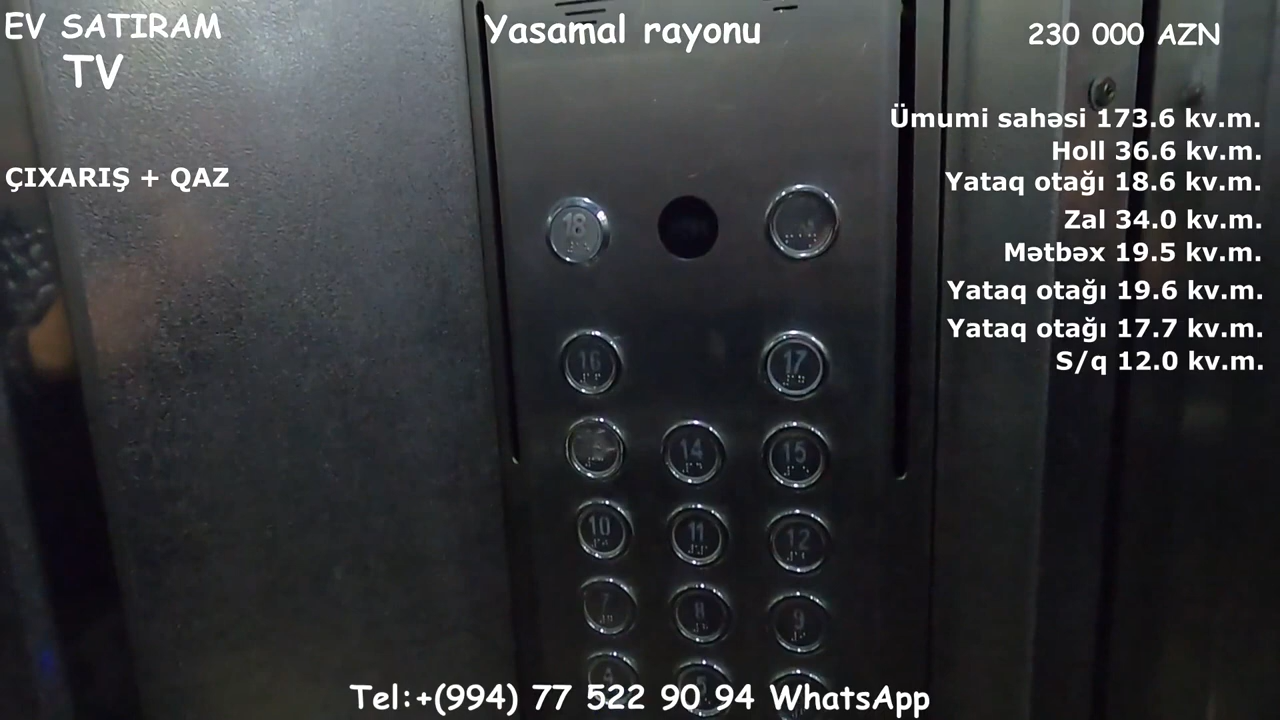 EV SATIRAM
TV
Yasamal rayonu
230 000 AZN
ÇIXARIŞ + QAZ
Ümumi sahəsi 173.6 kv.m.
Holl 36.6 kv.m.
Yataq otağı 18.6 kv.m.
Zal 34.0 kv.m.
Mətbəx 19.5 kv.m.
Yataq otağı 19.6 kv.m.
Yataq otağı 17.7 kv.m.
S/q 12.0 kv.m.
18
16 17
14 15
10 11 12
7 8 9
4 5
Tel:+(994) 77 522 90 94 WhatsApp